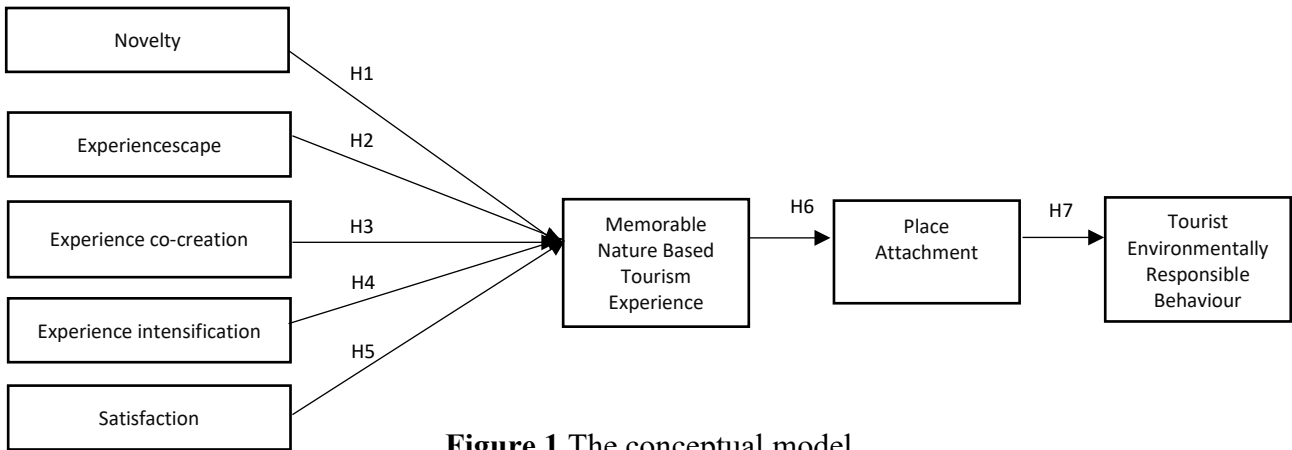 Novelty
H1
Experiencescape
H2
Experience co-creation
H3
Experience intensification
H4
Satisfaction
H5
Memorable
Nature Based
Tourism
Experience
H6
Place
Attachment
H7
Tourist
Environmentally
Responsible
Behaviour
Figure 1 The conceptual model